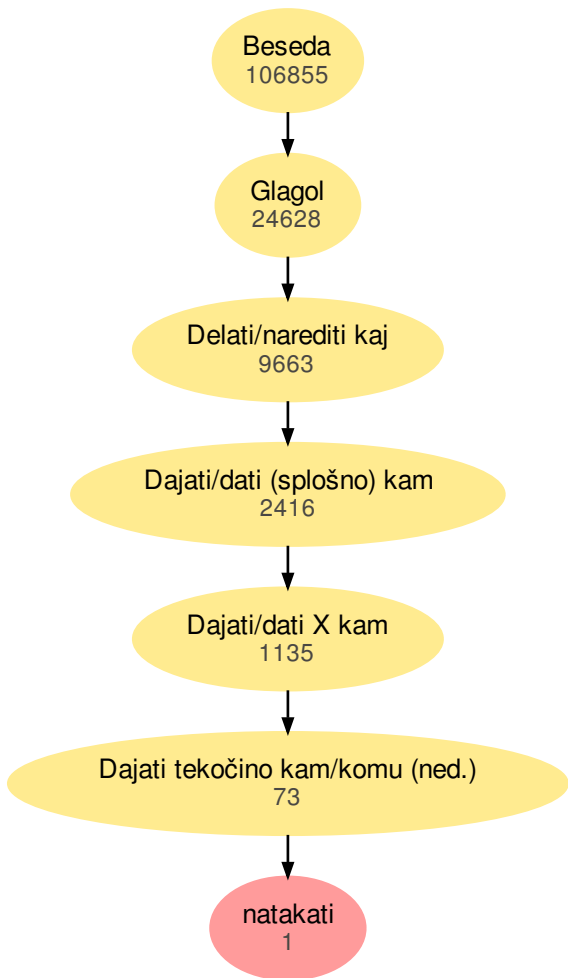 Beseda
106855
Glagol
24628
Delati/narediti kaj
9663
Dajati/dati (splošno) kam
2416
Dajati/dati X kam
1135
Dajati tekočino kam/komu (ned.)
73
natakati
1